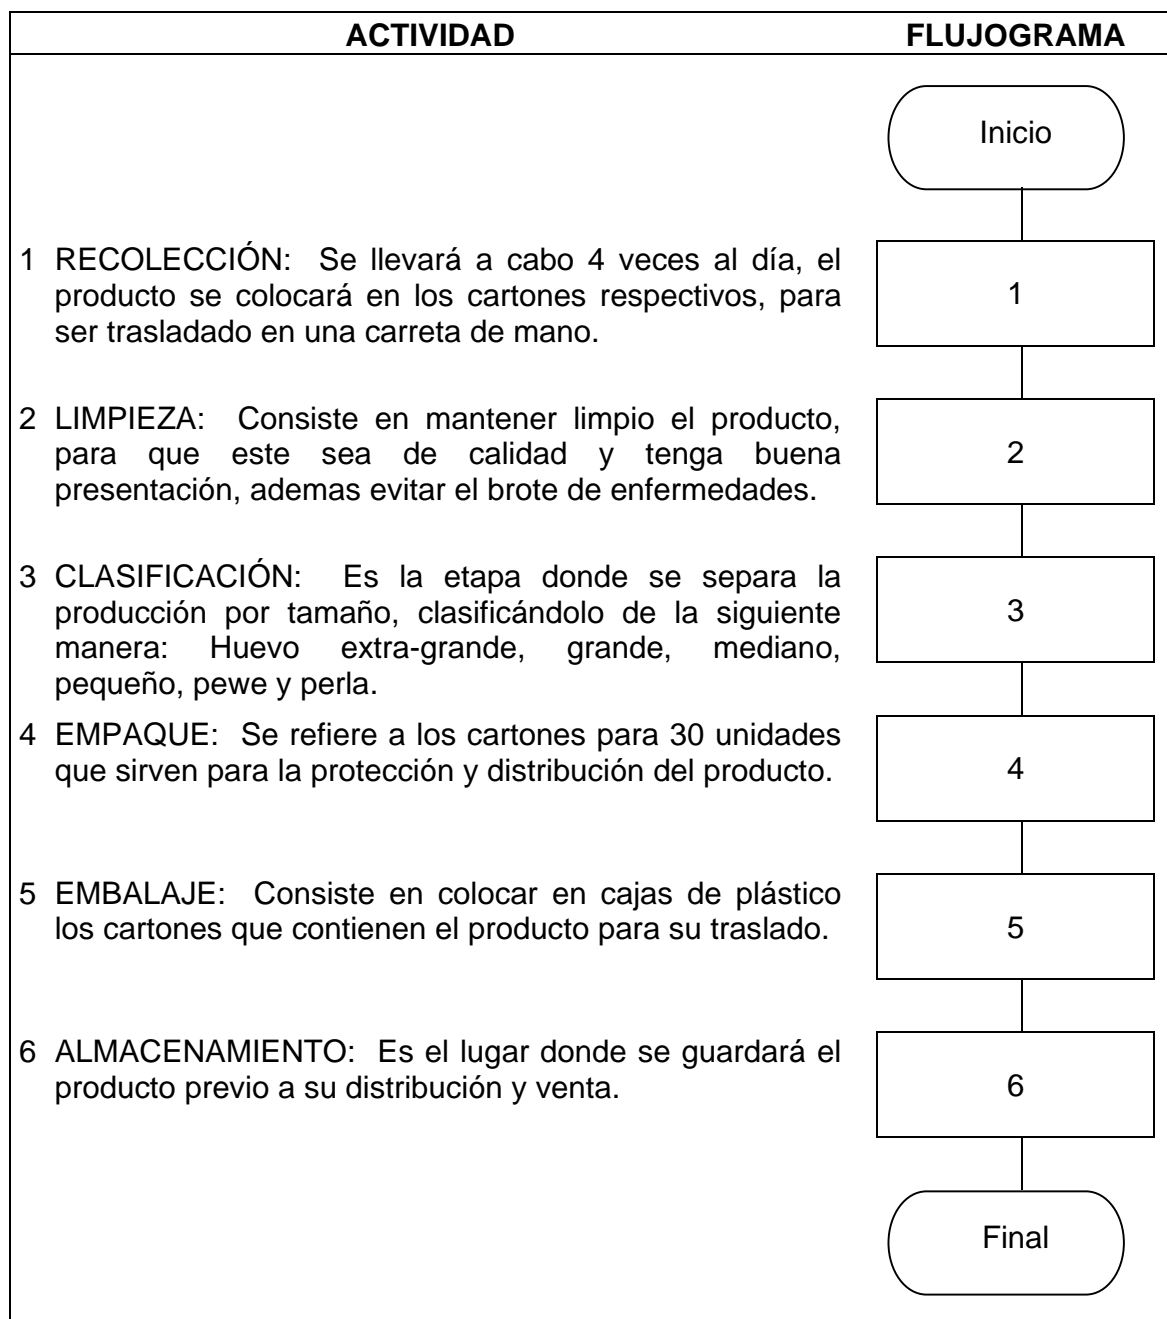 ACTIVIDAD FLUJOGRAMA
Inicio
1 RECOLECCIÓN: Se llevará a cabo 4 veces al día, el
producto se colocará en los cartones respectivos, para
ser trasladado en una carreta de mano.
1
2 LIMPIEZA: Consiste en mantener limpio el producto,
para que este sea de calidad y tenga buena
presentación, ademas evitar el brote de enfermedades.
2
3 CLASIFICACIÓN: Es la etapa donde se separa la
producción por tamaño, clasificándolo de la siguiente
manera: Huevo extra-grande, grande, mediano,
pequeño, pewe y perla.
3
4 EMPAQUE: Se refiere a los cartones para 30 unidades
que sirven para la protección y distribución del producto.
4
5 EMBALAJE: Consiste en colocar en cajas de plástico
los cartones que contienen el producto para su traslado.
5
6 ALMACENAMIENTO: Es el lugar donde se guardará el
producto previo a su distribución y venta.
6
Final